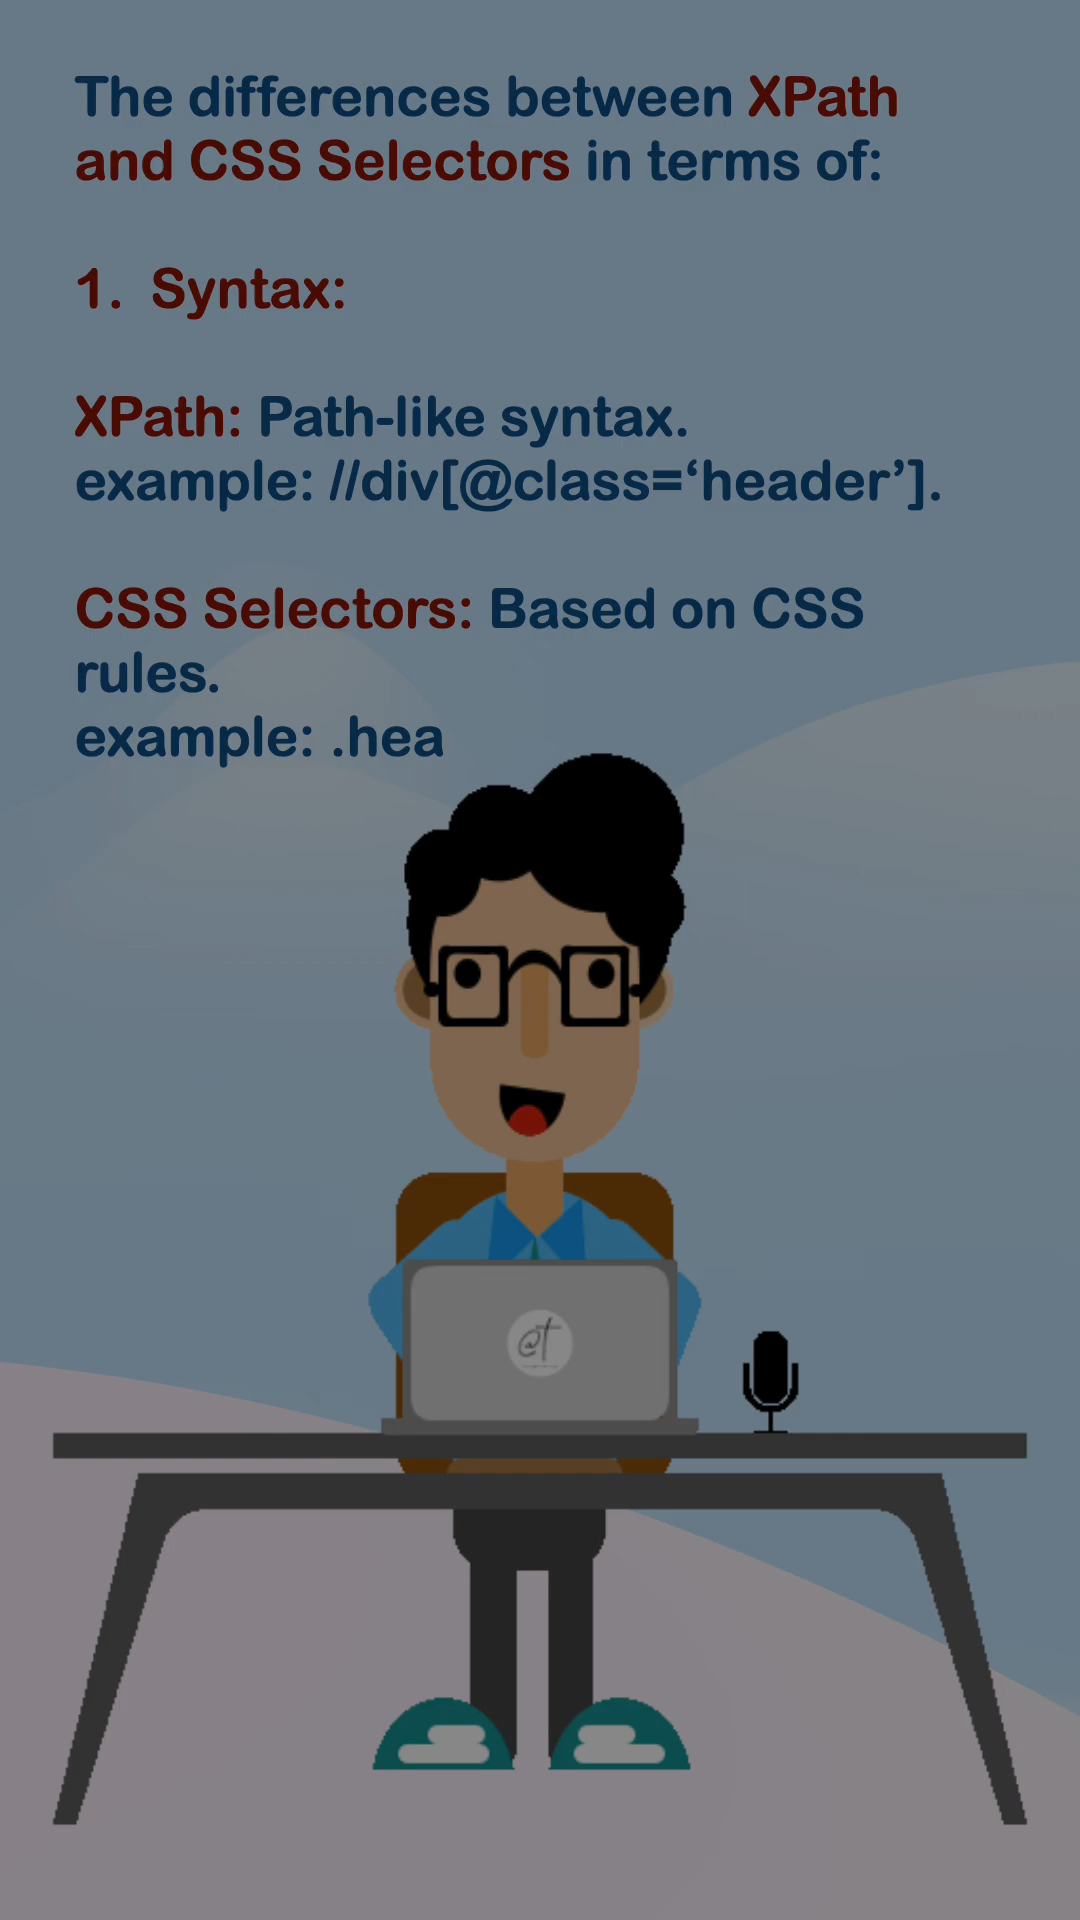 The differences between XPath
and CSS Selectors in terms of:
1. Syntax:
XPath: Path-like syntax.
example: //div[@class=‘header’].
CSS Selectors: Based on CSS
rules.
example: .hea
@t